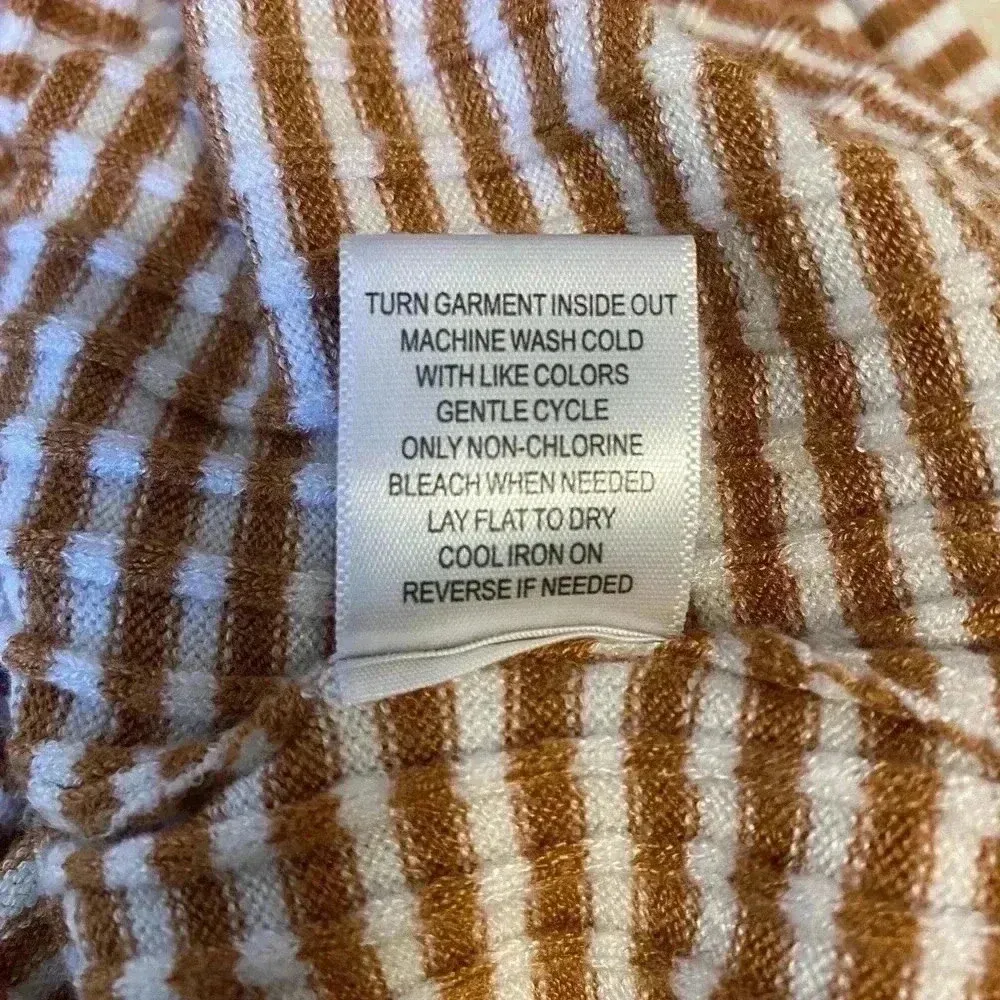 TURN GARMENT INSIDE OUT
MACHINE WASH COLD
WITH LIKE COLORS
GENTLE CYCLE
ONLY NON-CHLORINE
BLEACH WHEN NEEDED
LAY FLAT TO DRY
COOL IRON ON
REVERSE IF NEEDED